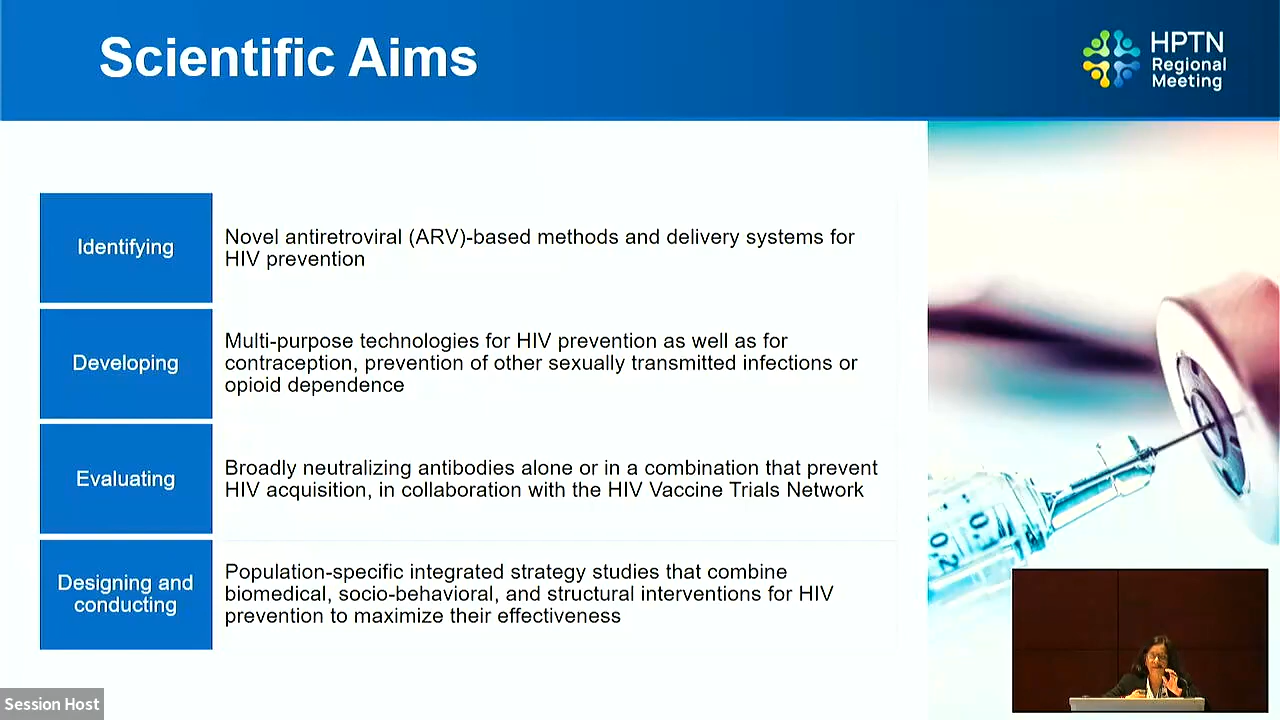 Scientific Aims
HPTN
Regional
Meeting
Identifying
Novel antiretroviral (ARV)-based methods and delivery systems for
HIV prevention
Developing
Multi-purpose technologies for HIV prevention as well as for
contraception, prevention of other sexually transmitted infections or
opioid dependence
Evaluating
Broadly neutralizing antibodies alone or in a combination that prevent
HIV acquisition, in collaboration with the HIV Vaccine Trials Network
Designing and
conducting
Population-specific integrated strategy studies that combine
biomedical, socio-behavioral, and structural interventions for HIV
prevention to maximize their effectiveness
0.1
0.2
Session Host